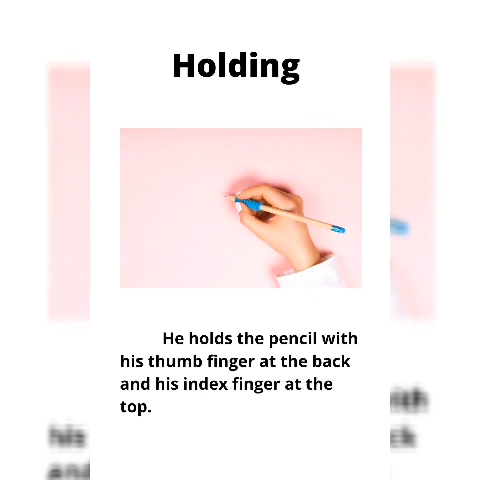 Holding
He holds the pencil with
his thumb finger at the back
and his index finger at the
top.